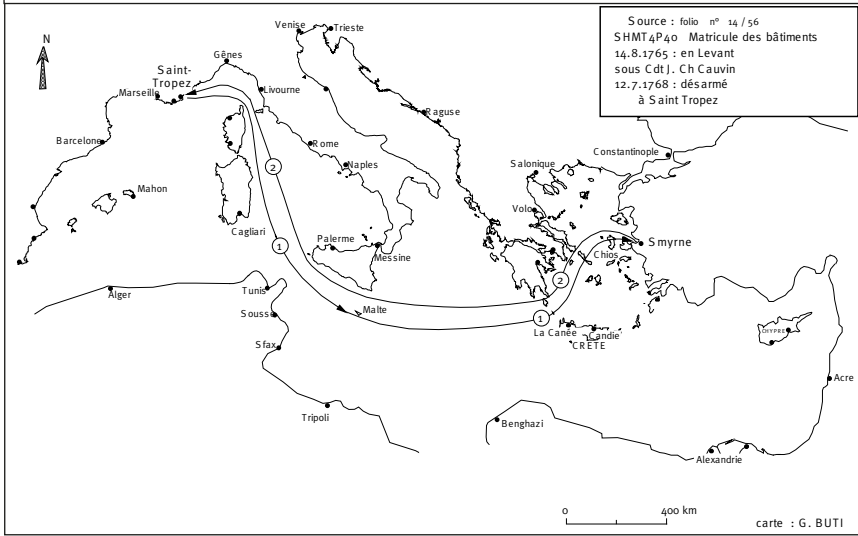 Source : folio n° 14 / 56
SHMT4P40 Matricule des bâtiments
14.8.1765 : en Levant
sous Cdt J. Ch Cauvin
12.7.1768 : désarmé
à Saint Tropez
N
Venise
Trieste
Gênes
Saint-
Tropez
Marseille
Livourne
Raguse
Barcelone
Rome
Constantinople
Naples
Salonique
Mahon
2
Volo
Cagliari
Palerme
Messine
Smyrne
1
Chios
2
Alger
Tunis
Malte
Sousse
1
La Canée
Candie
CRETE
CHYPRE
Sfax
Acre
Tripoli
Benghazi
Alexandrie
0
400 km
carte : G. BUTI